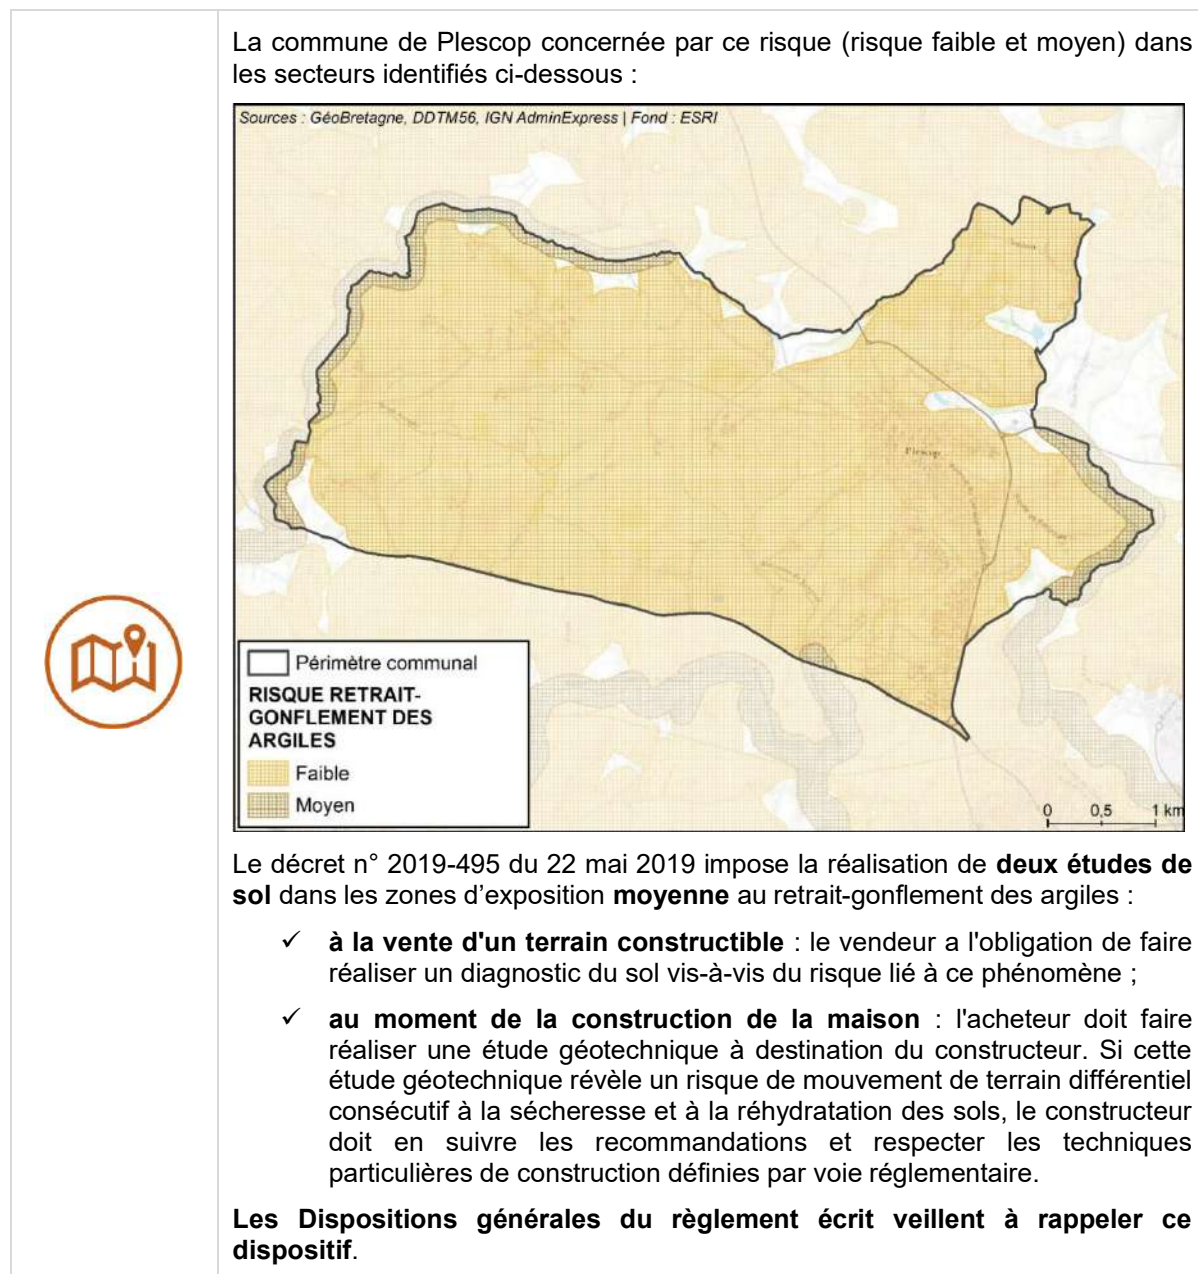 La commune de Plescop concernée par ce risque (risque faible et moyen) dans
les secteurs identifiés ci-dessous :
Sources : GéoBretagne, DDTM56, IGN AdminExpress | Fond : ESRI
Plescop
Périmètre communal
RISQUE RETRAIT-
GONFLEMENT DES
ARGILES
Faible
Moyen
0 0,5 1 km
Le décret n° 2019-495 du 22 mai 2019 impose la réalisation de deux études de
sol dans les zones d’exposition moyenne au retrait-gonflement des argiles :
✓ à la vente d'un terrain constructible : le vendeur a l'obligation de faire
réaliser un diagnostic du sol vis-à-vis du risque lié à ce phénomène ;
✓ au moment de la construction de la maison : l'acheteur doit faire
réaliser une étude géotechnique à destination du constructeur. Si cette
étude géotechnique révèle un risque de mouvement de terrain différentiel
consécutif à la sécheresse et à la réhydratation des sols, le constructeur
doit en suivre les recommandations et respecter les techniques
particulières de construction définies par voie réglementaire.
Les Dispositions générales du règlement écrit veillent à rappeler ce
dispositif.